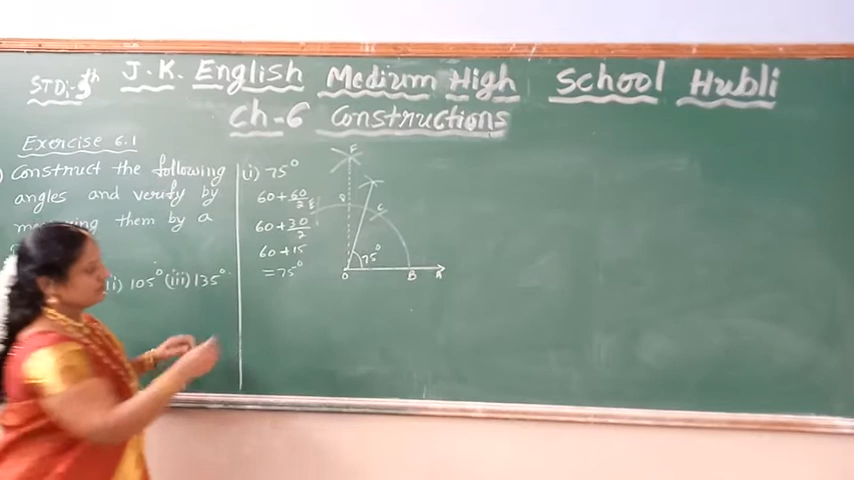 STD:- 9th
J.K. English Medium High School Hubli
Ch-6 Constructions
Exercise 6.1
Construct the following
angles and verify by
them by a
ii) 105° (iii) 135°
(i) 75°
60+60/2
60+30/2
60+15
=75°
F
E
C
75°
O B A